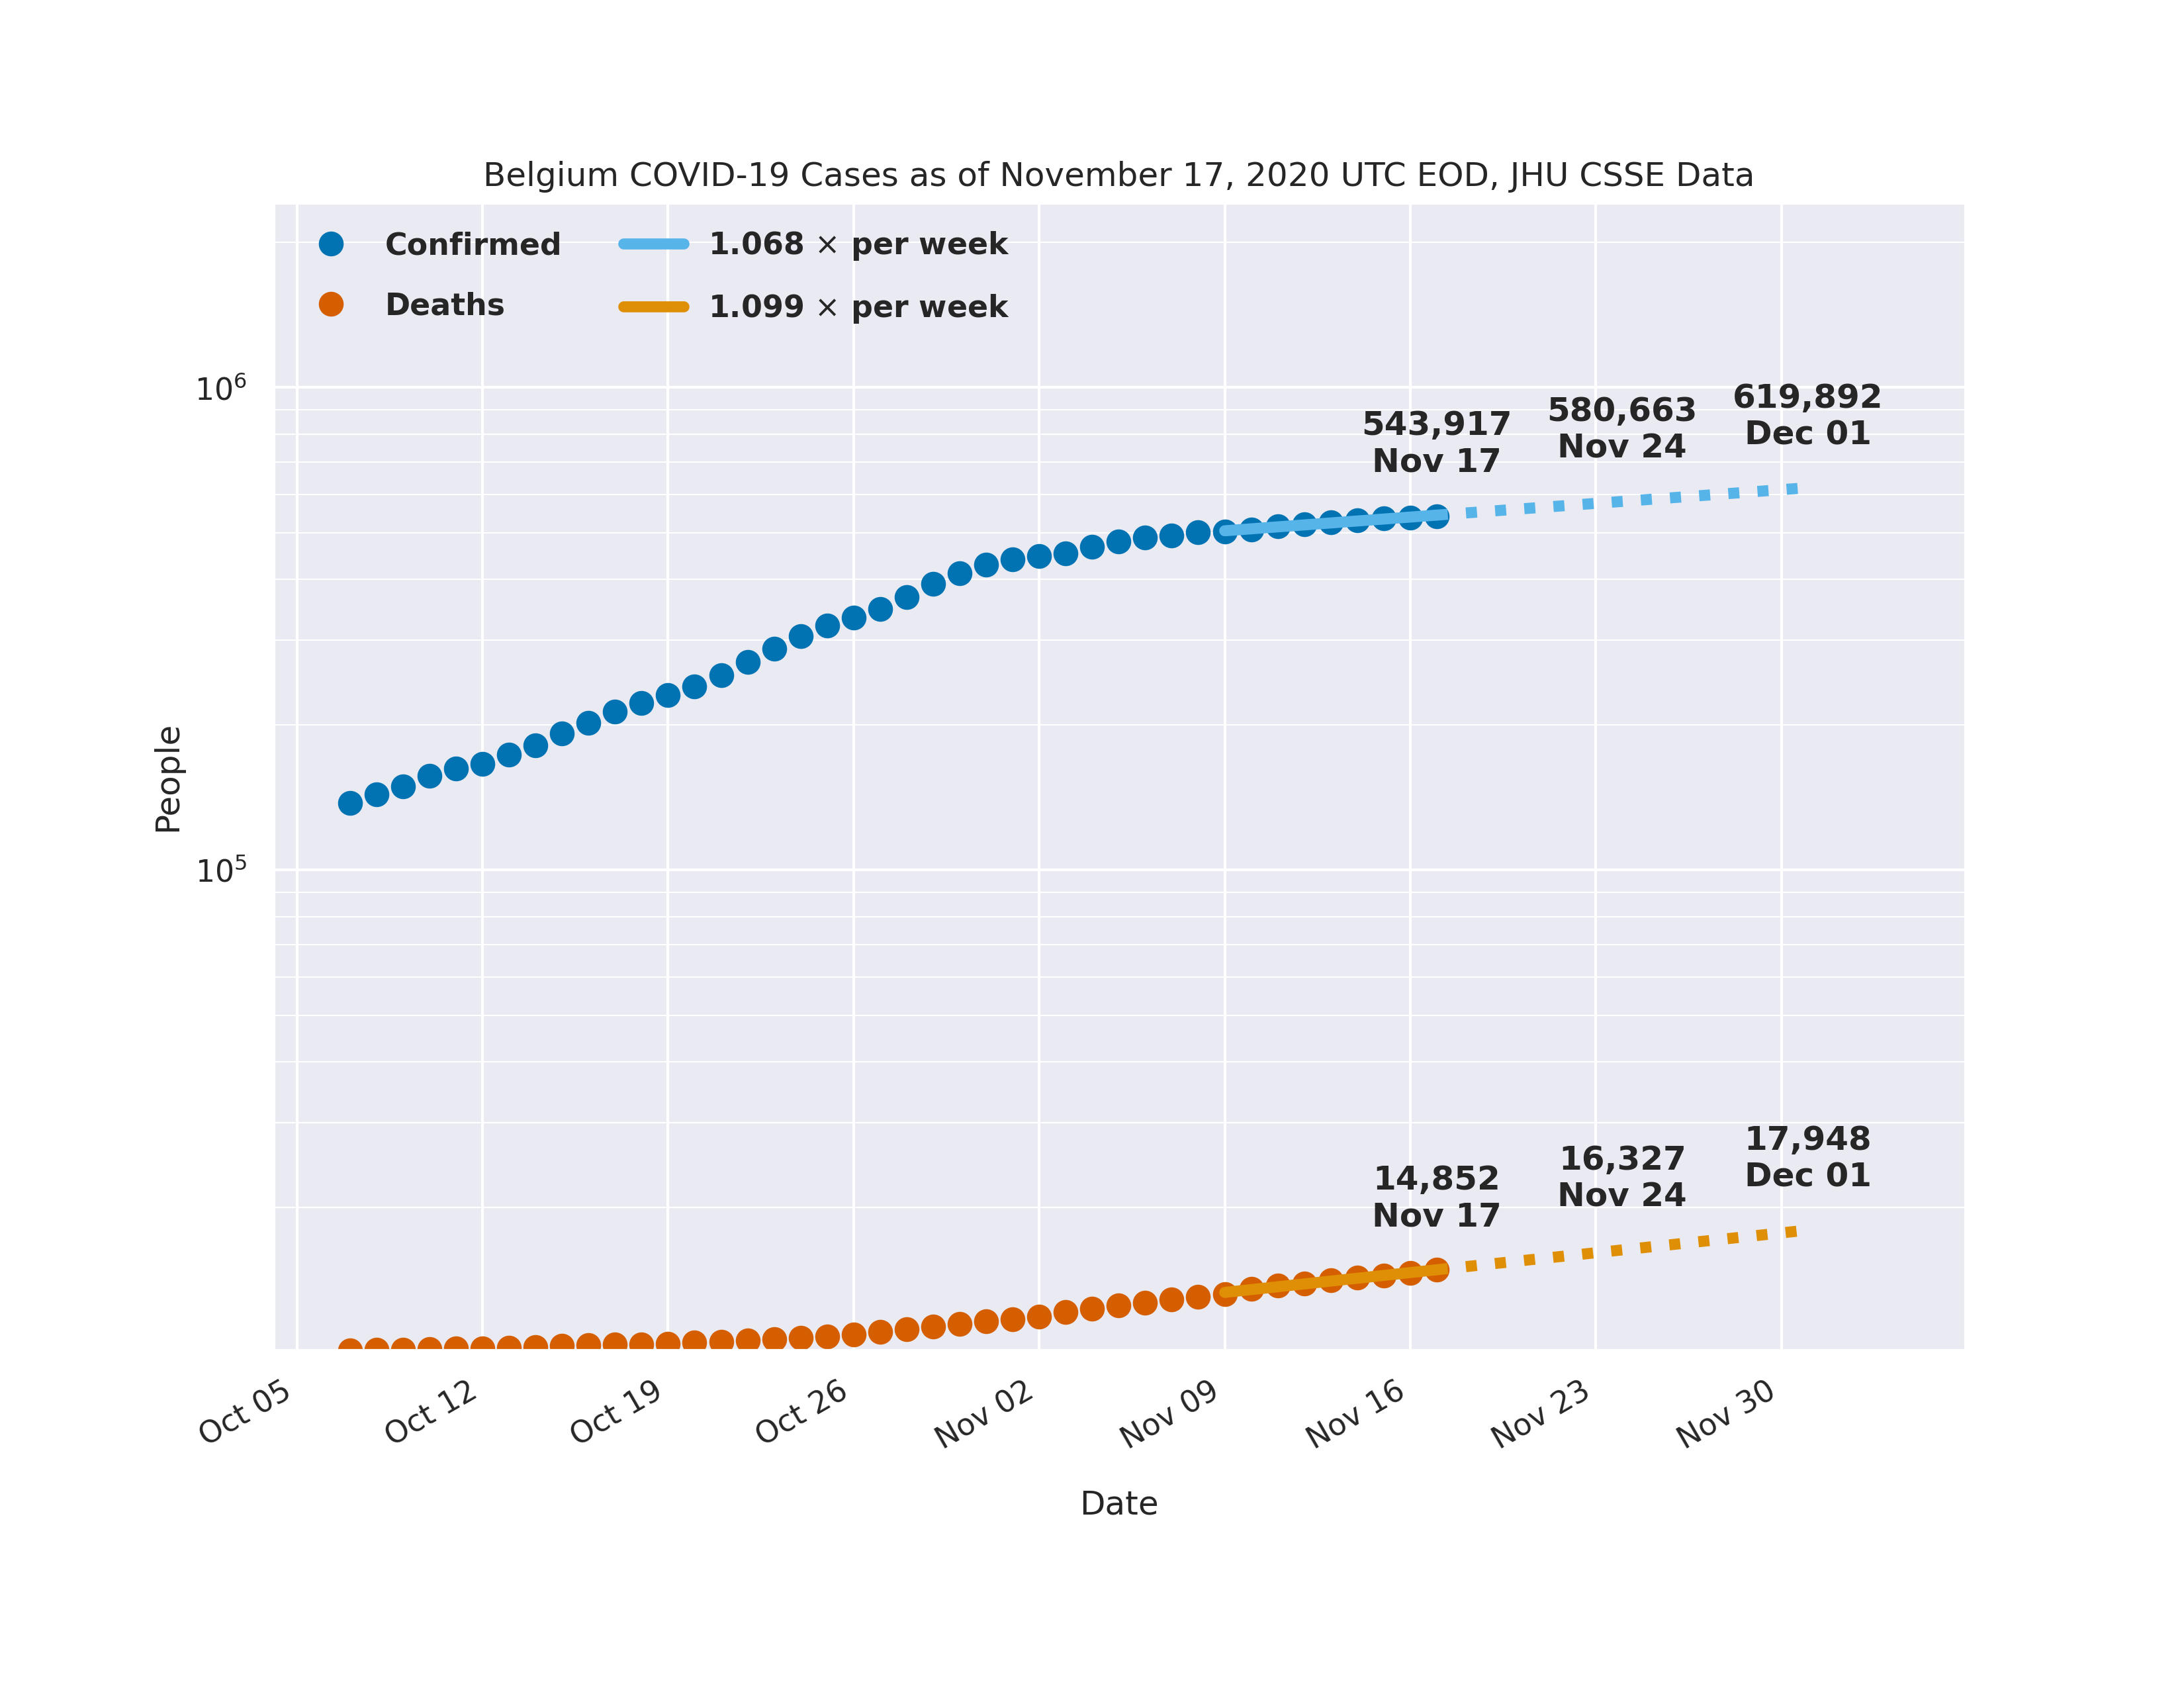 Belgium COVID-19 Cases as of November 17, 2020 UTC EOD, JHU CSSE Data
Confirmed
Deaths
1.068 × per week
1.099 × per week
10⁶
10⁵
People
543,917
Nov 17
580,663
Nov 24
619,892
Dec 01
14,852
Nov 17
16,327
Nov 24
17,948
Dec 01
Oct 05
Oct 12
Oct 19
Oct 26
Nov 02
Nov 09
Nov 16
Nov 23
Nov 30
Date